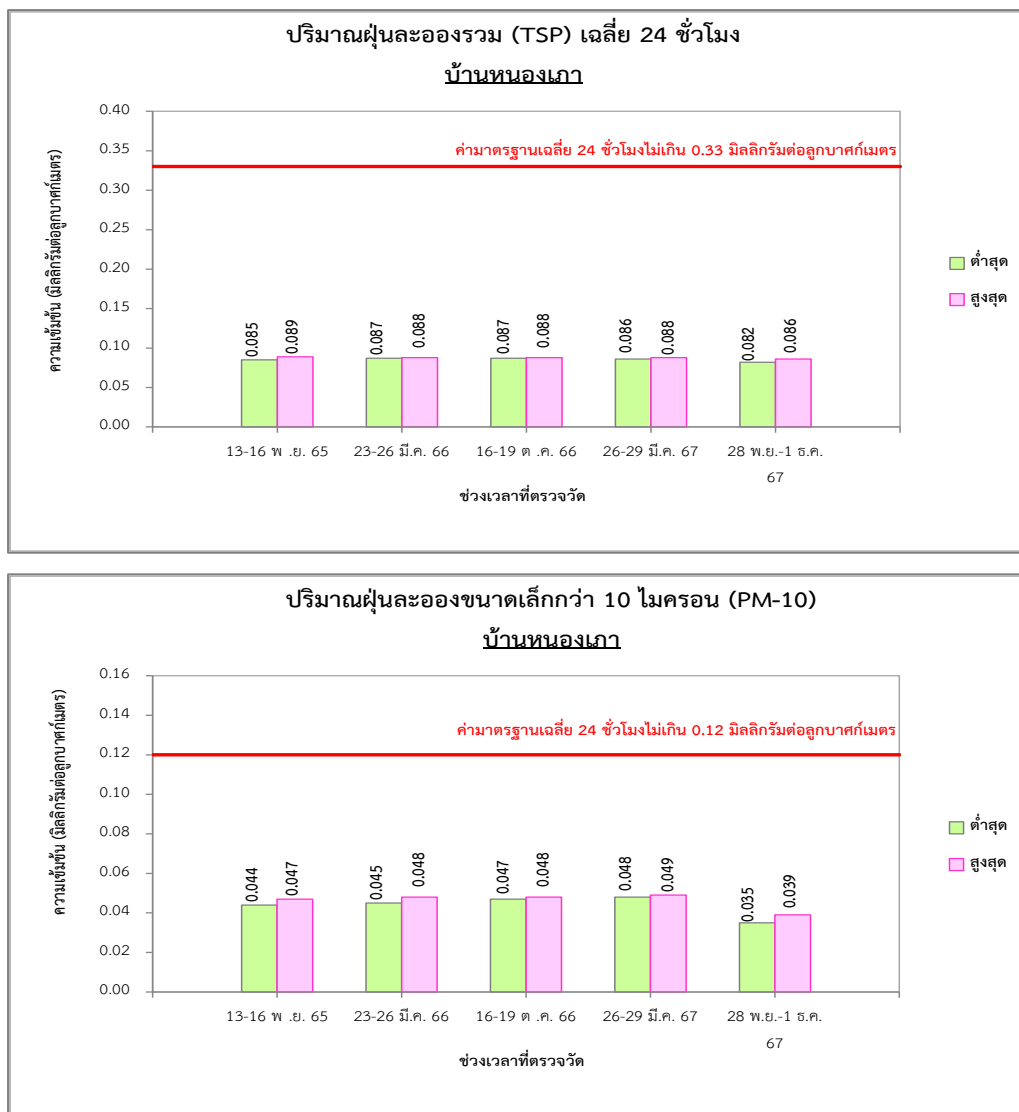 ปริมาณฝุ่นละอองรวม (TSP) เฉลี่ย 24 ชั่วโมง
บ้านหนองเภา
ความเข้มข้น (มิลลิกรัมต่อลูกบาศก์เมตร)
0.40
0.35
0.30
0.25
0.20
0.15
0.10
0.05
0.00
ค่ามาตรฐานเฉลี่ย 24 ชั่วโมงไม่เกิน 0.33 มิลลิกรัมต่อลูกบาศก์เมตร
0.085 0.089 0.087 0.088 0.087 0.088 0.086 0.088 0.082 0.086
ต่ำสุด
สูงสุด
13-16 พ .ย. 65 23-26 มี.ค. 66 16-19 ต .ค. 66 26-29 มี.ค. 67 28 พ.ย.-1 ธ.ค.
67
ช่วงเวลาที่ตรวจวัด
ปริมาณฝุ่นละอองขนาดเล็กกว่า 10 ไมครอน (PM-10)
บ้านหนองเภา
ความเข้มข้น (มิลลิกรัมต่อลูกบาศก์เมตร)
0.16
0.14
0.12
0.10
0.08
0.06
0.04
0.02
0.00
ค่ามาตรฐานเฉลี่ย 24 ชั่วโมงไม่เกิน 0.12 มิลลิกรัมต่อลูกบาศก์เมตร
0.044 0.047 0.045 0.048 0.047 0.048 0.048 0.049 0.035 0.039
ต่ำสุด
สูงสุด
13-16 พ .ย. 65 23-26 มี.ค. 66 16-19 ต .ค. 66 26-29 มี.ค. 67 28 พ.ย.-1 ธ.ค.
67
ช่วงเวลาที่ตรวจวัด